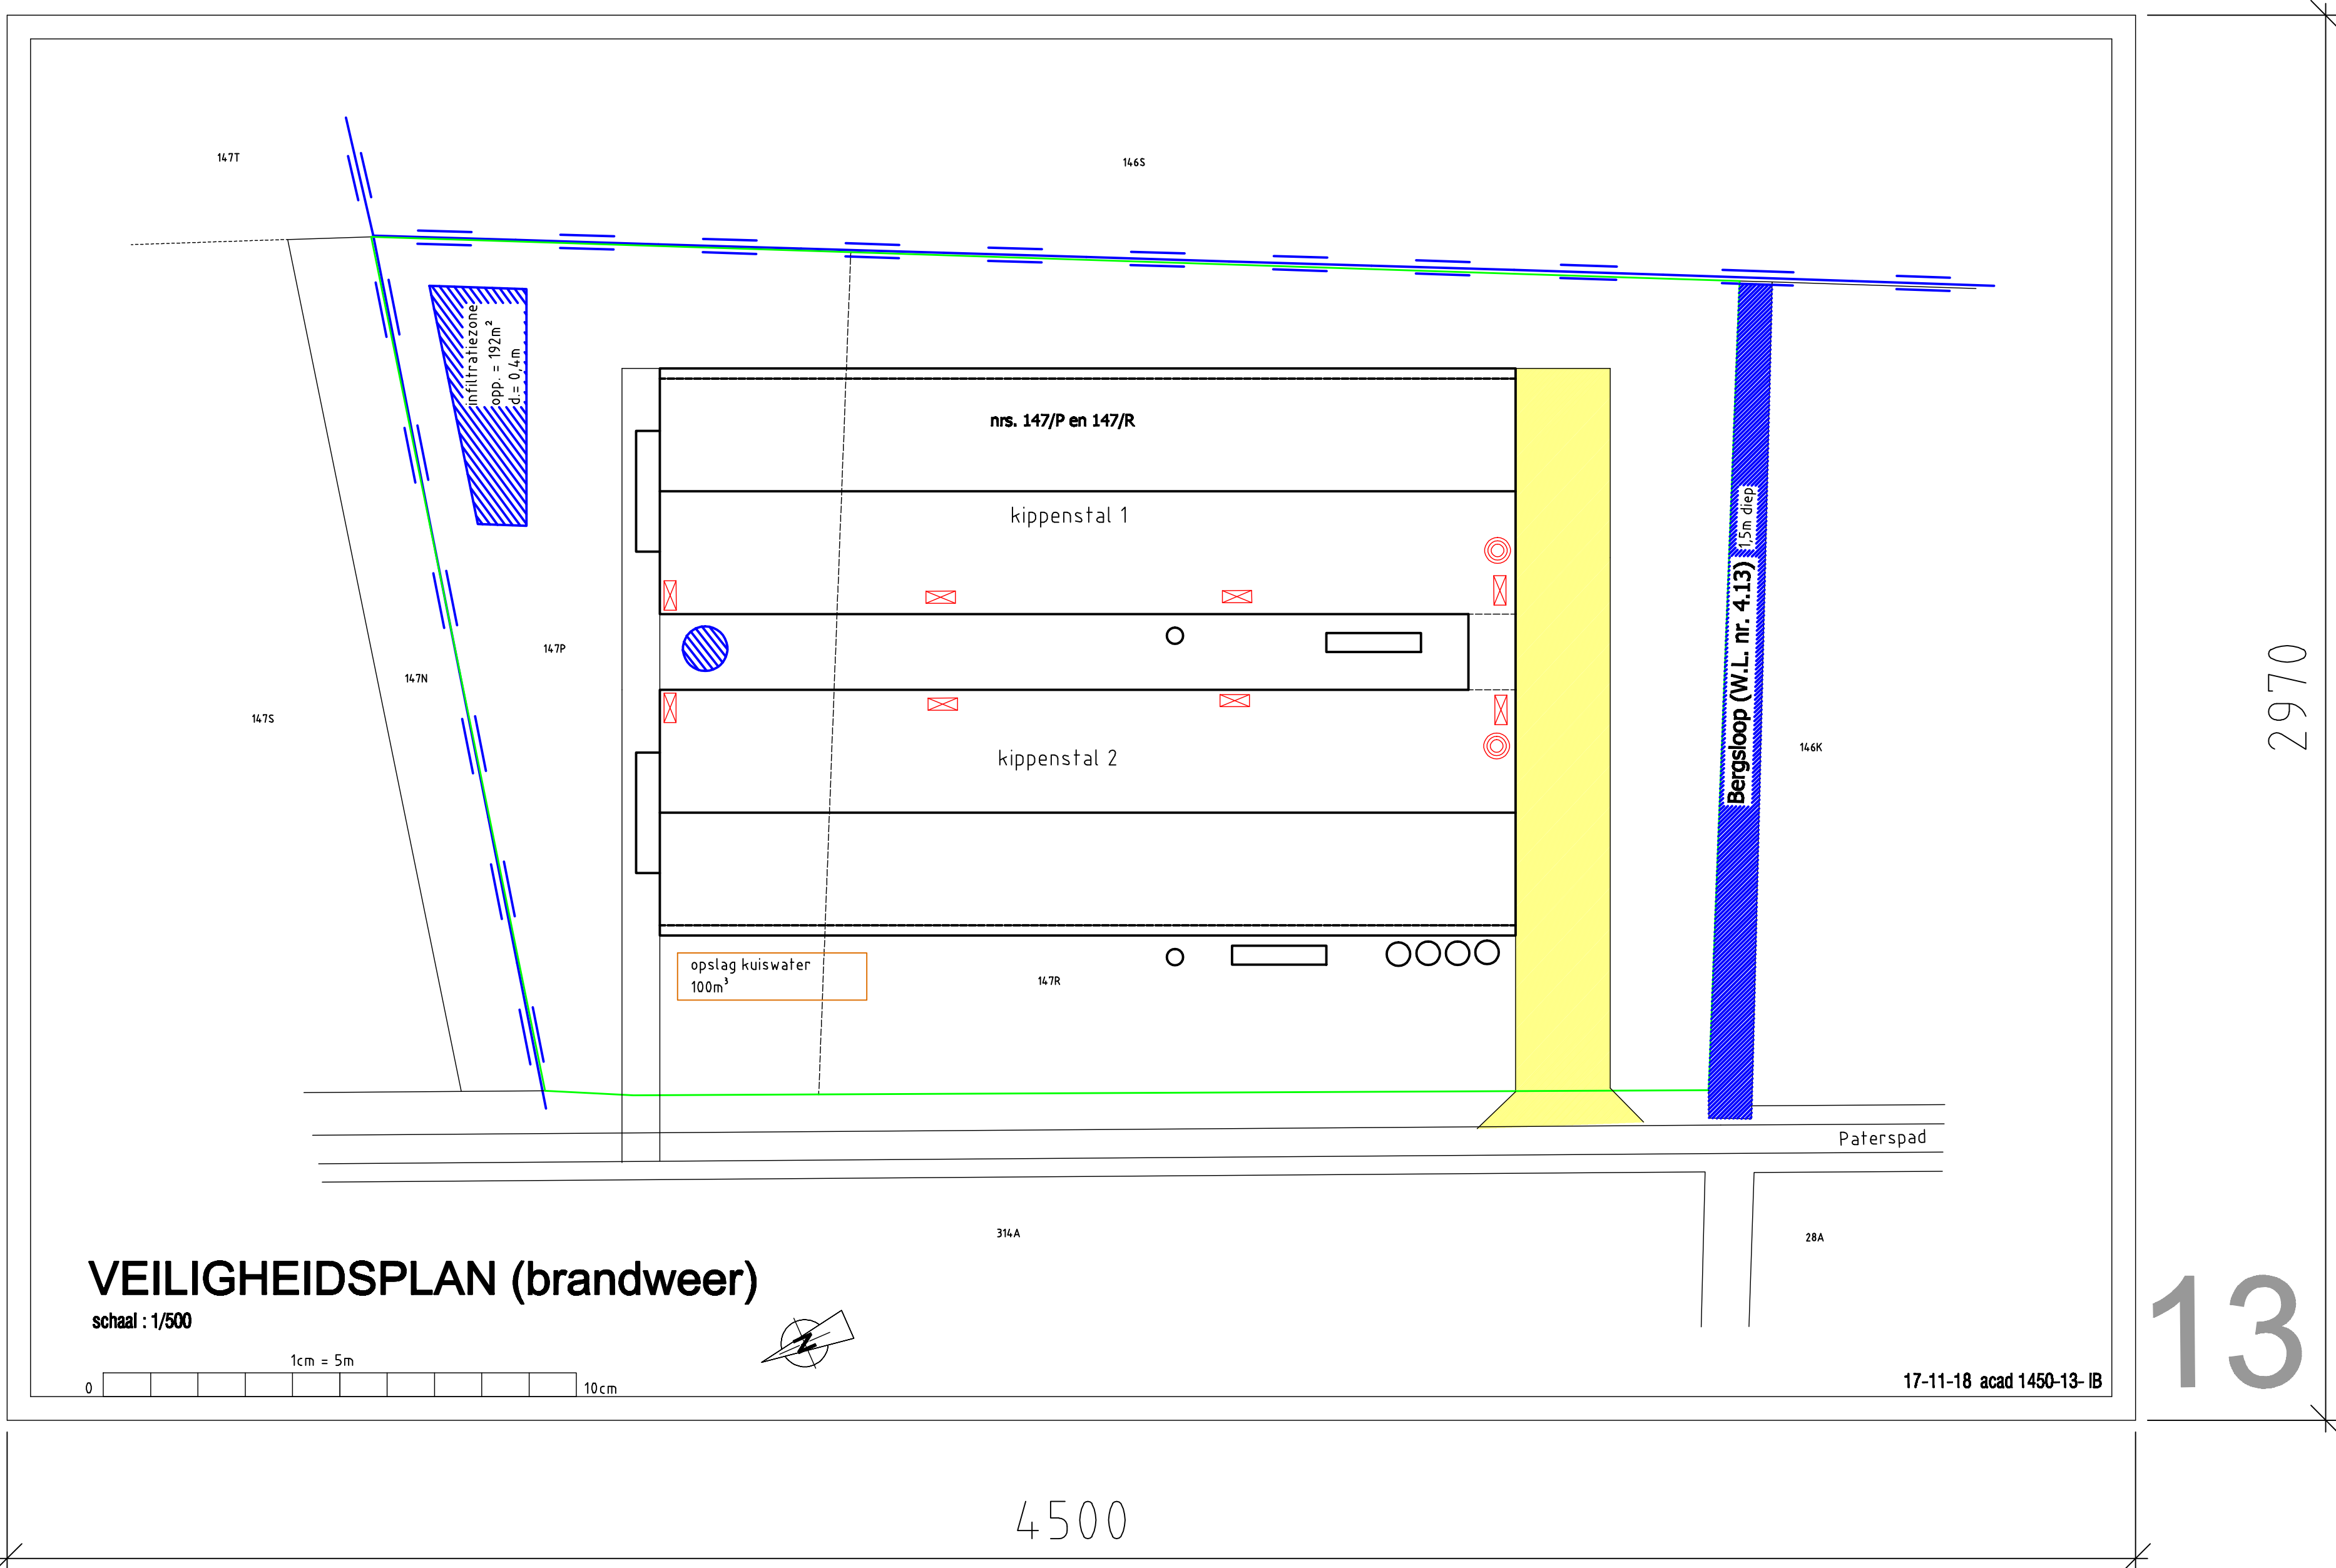 147T
146S
infiltratiezone
opp. = 192m²
d.= 0,4m
nrs. 147/P en 147/R
kippenstal 1
1,5m diep
Bergsloop (W.L. nr. 4.13)
147P
147N
147S
146K
kippenstal 2
opslag kuiswater
100m³
147R
Paterspad
314A
28A
VEILIGHEIDSPLAN (brandweer)
schaal : 1/500
N
1cm = 5m
0
10cm
17-11-18 acad 1450-13- IB
2970
13
4500